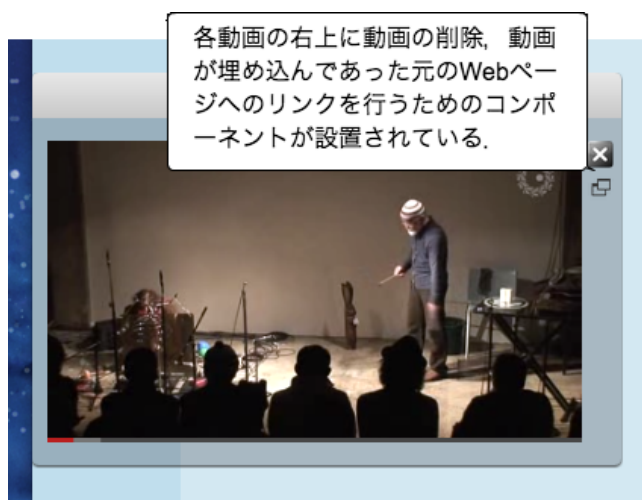 各動画の右上に動画の削除，動画
が埋め込んであった元のWebペー
ジへのリンクを行うためのコンポ
ーネントが設置されている．